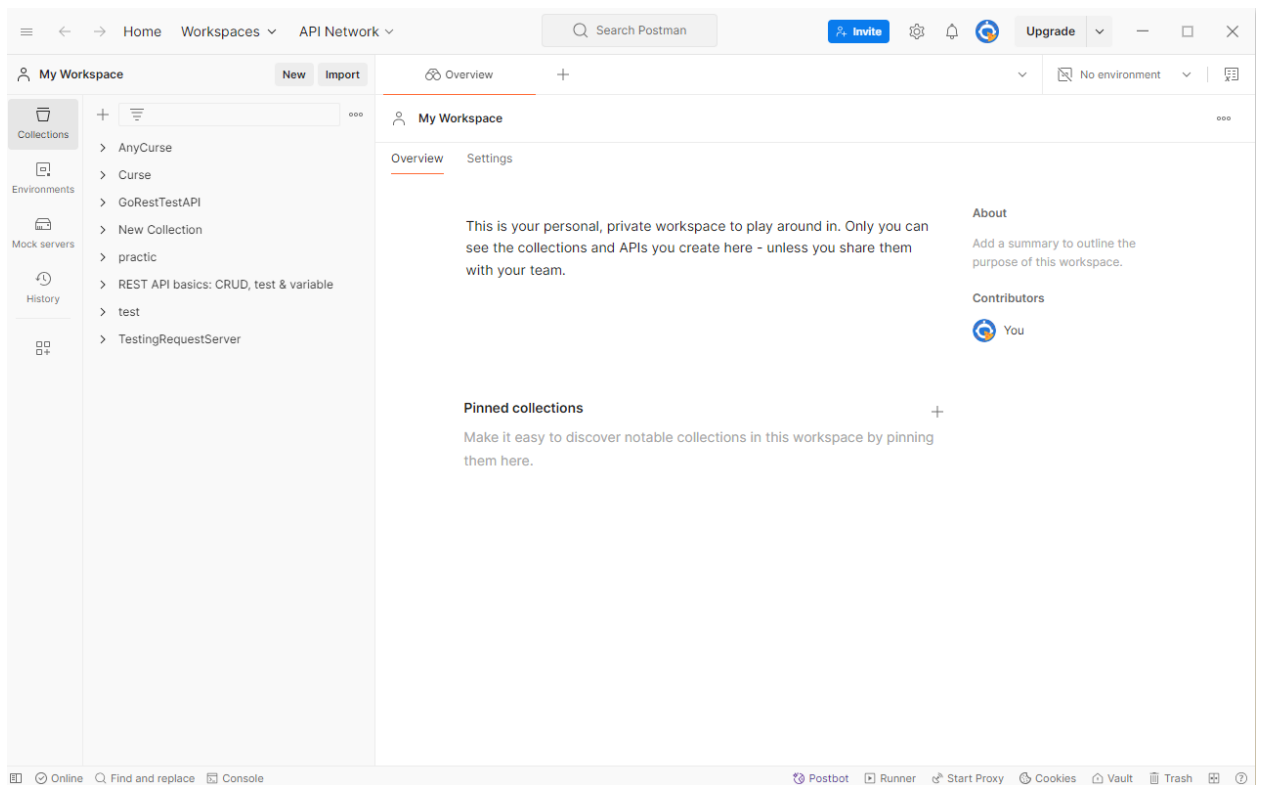 Home Workspaces API Network Search Postman Invite Upgrade
My Workspace New Import Overview No environment
Collections
Environments
Mock servers
History
AnyCurse
Curse
GoRestTestAPI
New Collection
practic
REST API basics: CRUD, test & variable
test
TestingRequestServer
My Workspace
Overview Settings
This is your personal, private workspace to play around in. Only you can
see the collections and APIs you create here - unless you share them
with your team.
Pinned collections
Make it easy to discover notable collections in this workspace by pinning
them here.
About
Add a summary to outline the
purpose of this workspace.
Contributors
You
Online Find and replace Console Postbot Runner Start Proxy Cookies Vault Trash